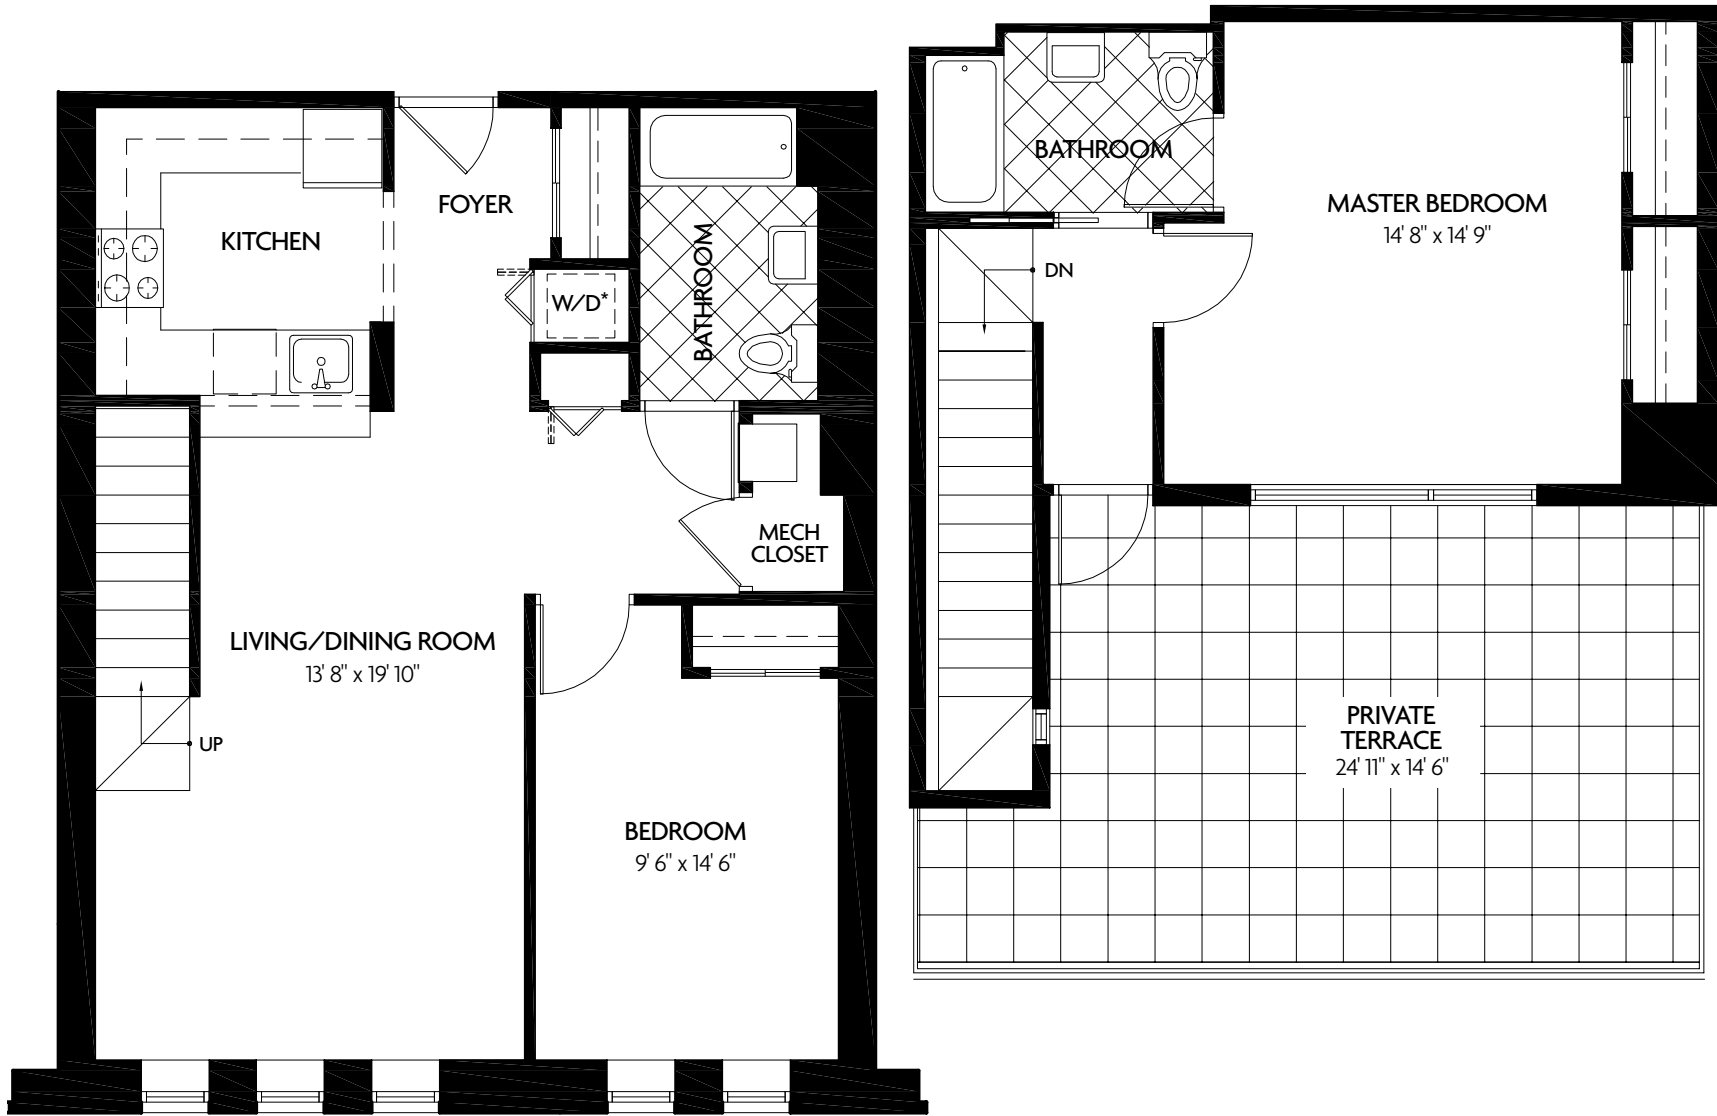 KITCHEN
FOYER
W/D*
BATHROOM
MECH
CLOSET
LIVING/DINING ROOM
13' 8" x 19' 10"
UP
BEDROOM
9' 6" x 14' 6"
BATHROOM
MASTER BEDROOM
14' 8" x 14' 9"
DN
PRIVATE
TERRACE
24' 11" x 14' 6"